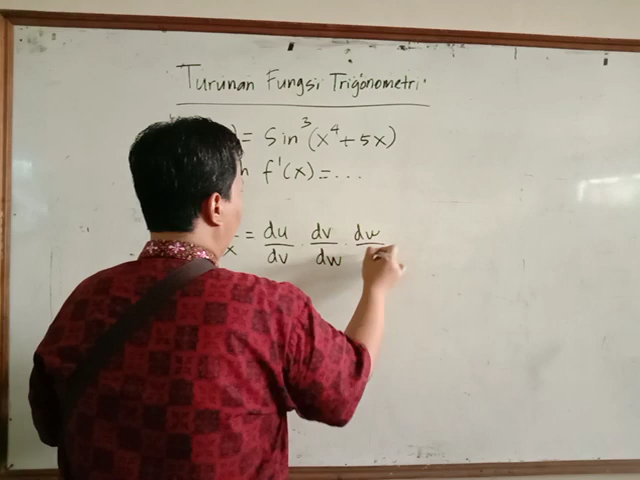 Turunan Fungsi Trigonometri.
= Sin³(x⁴+5x)
f'(x)=...
x = du/dv . dv/dw . dw